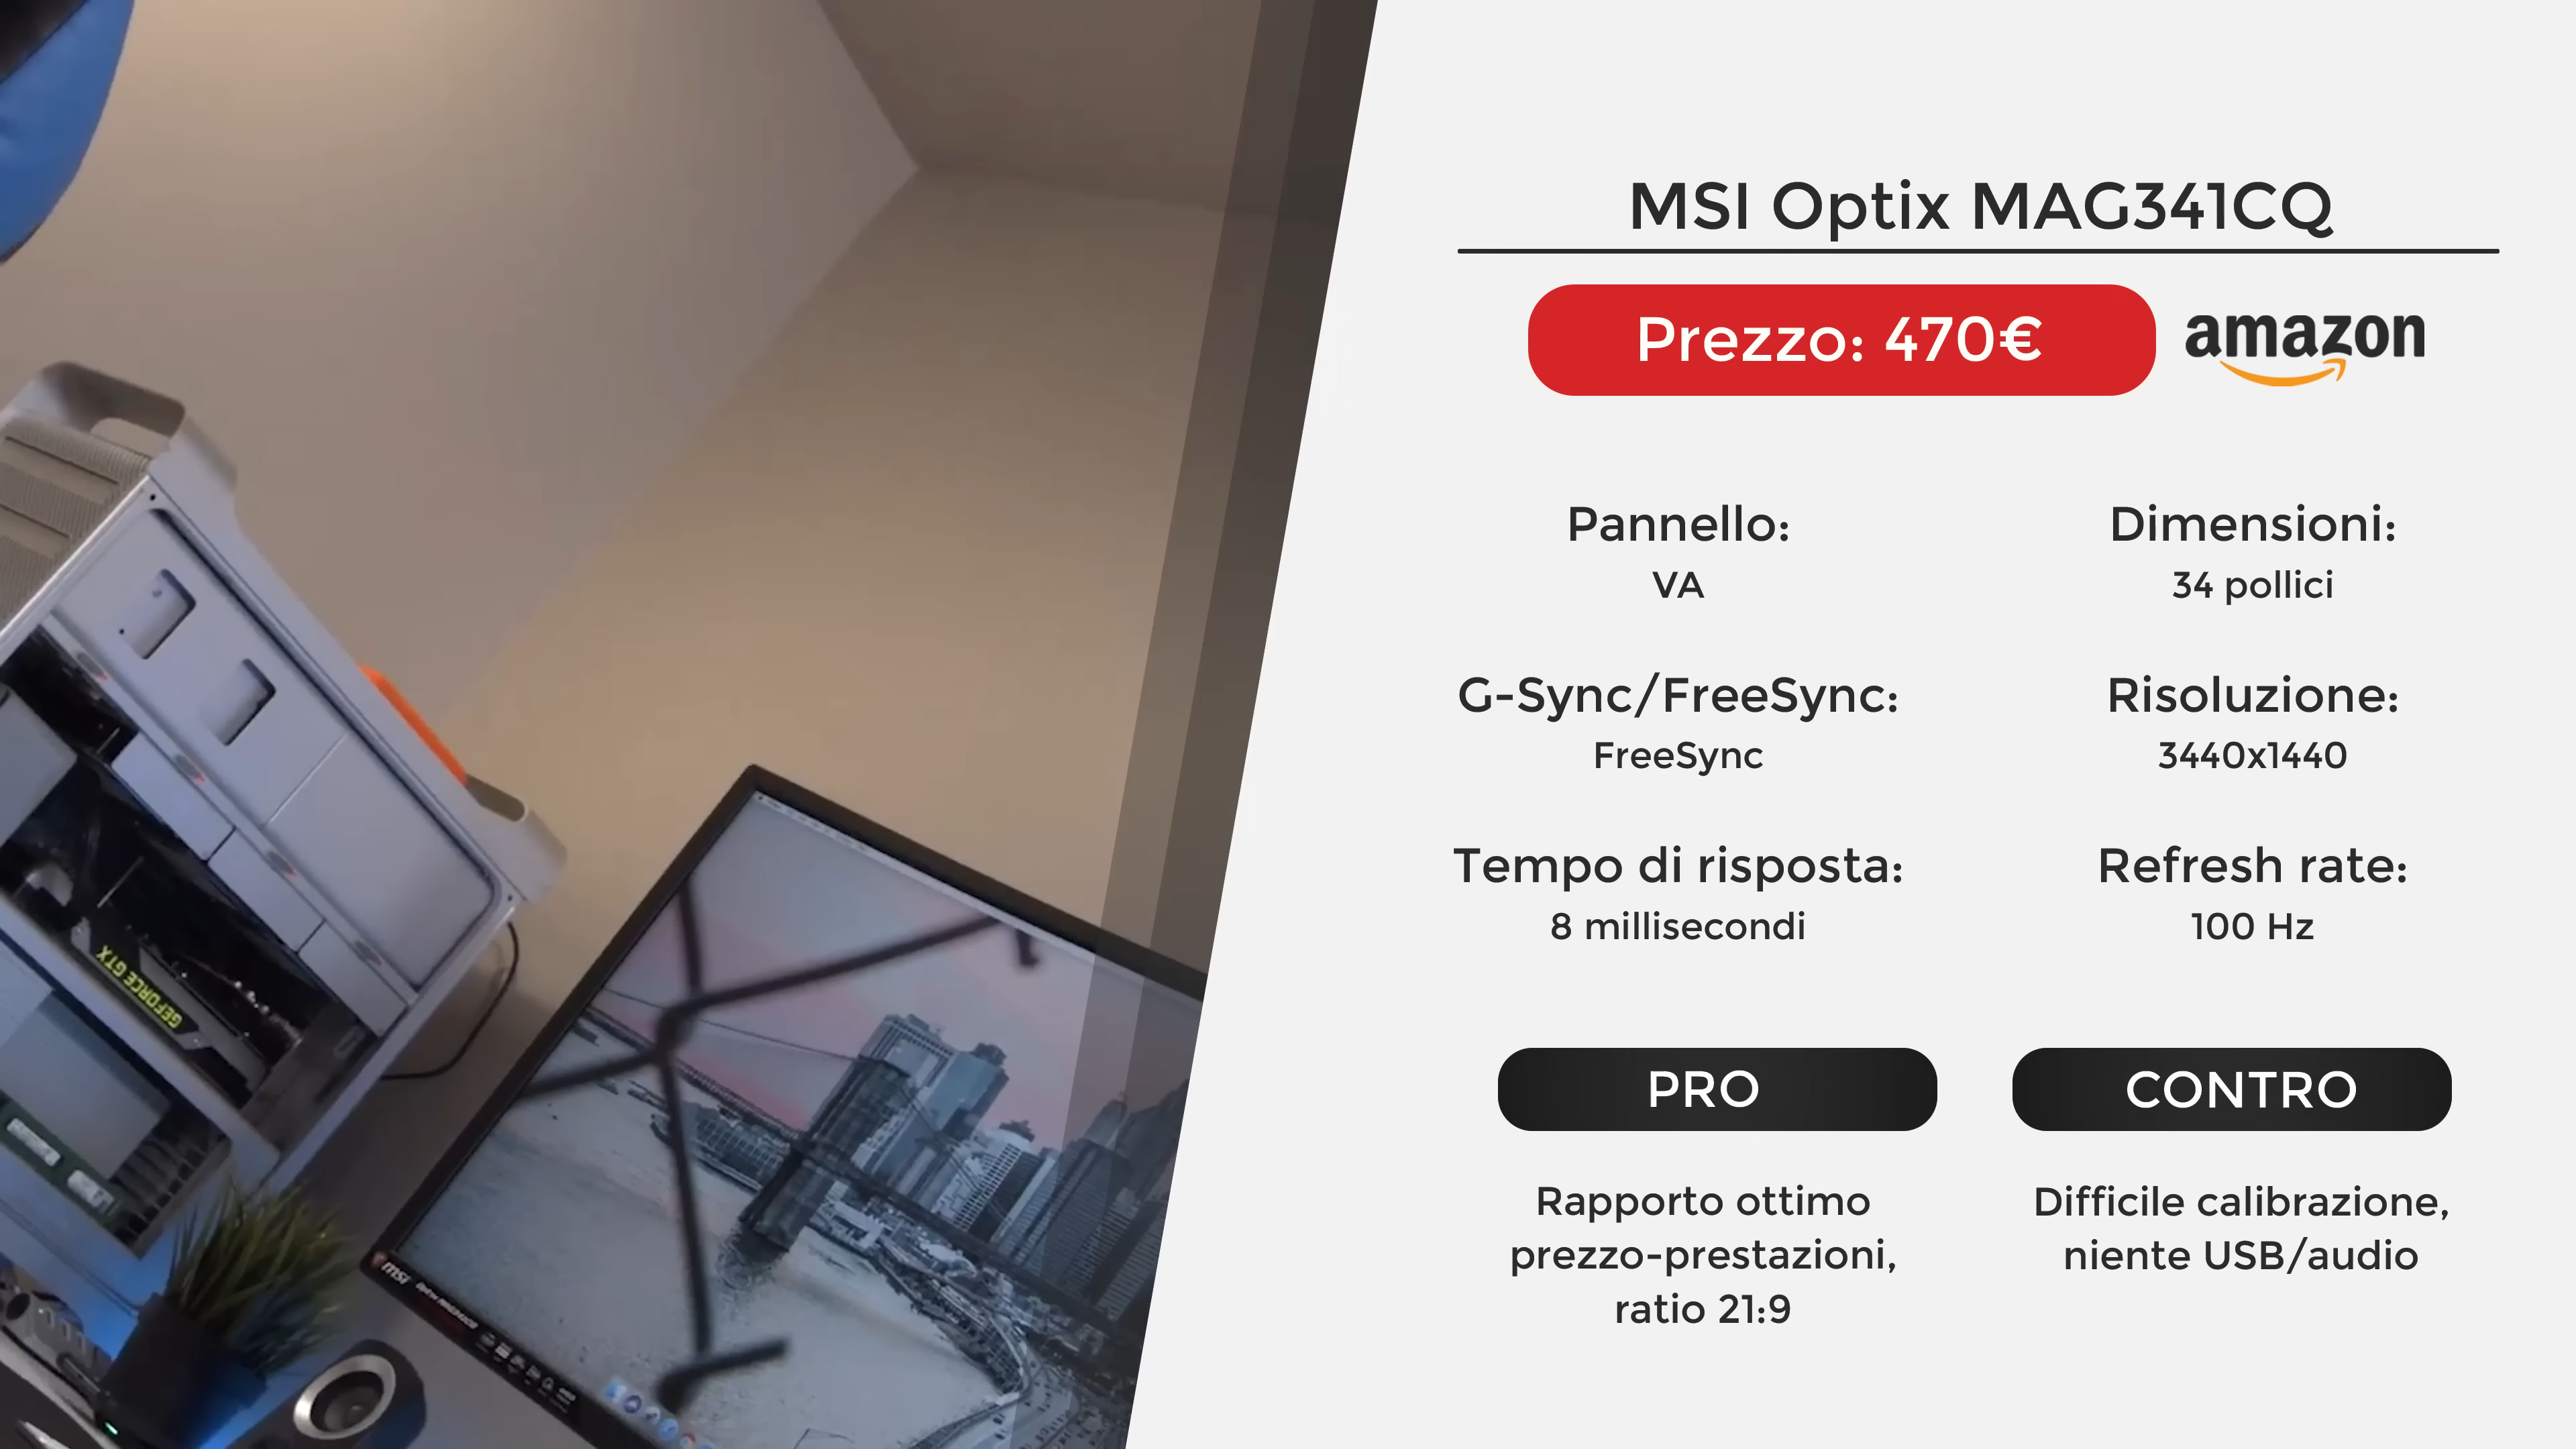 MSI Optix MAG341CQ
Prezzo: 470€
amazon
Pannello:
VA
Dimensioni:
34 pollici
G-Sync/FreeSync:
FreeSync
Risoluzione:
3440x1440
Tempo di risposta:
8 millisecondi
Refresh rate:
100 Hz
PRO
Rapporto ottimo
prezzo-prestazioni,
ratio 21:9
CONTRO
Difficile calibrazione,
niente USB/audio
GEFORCE GTX
msi